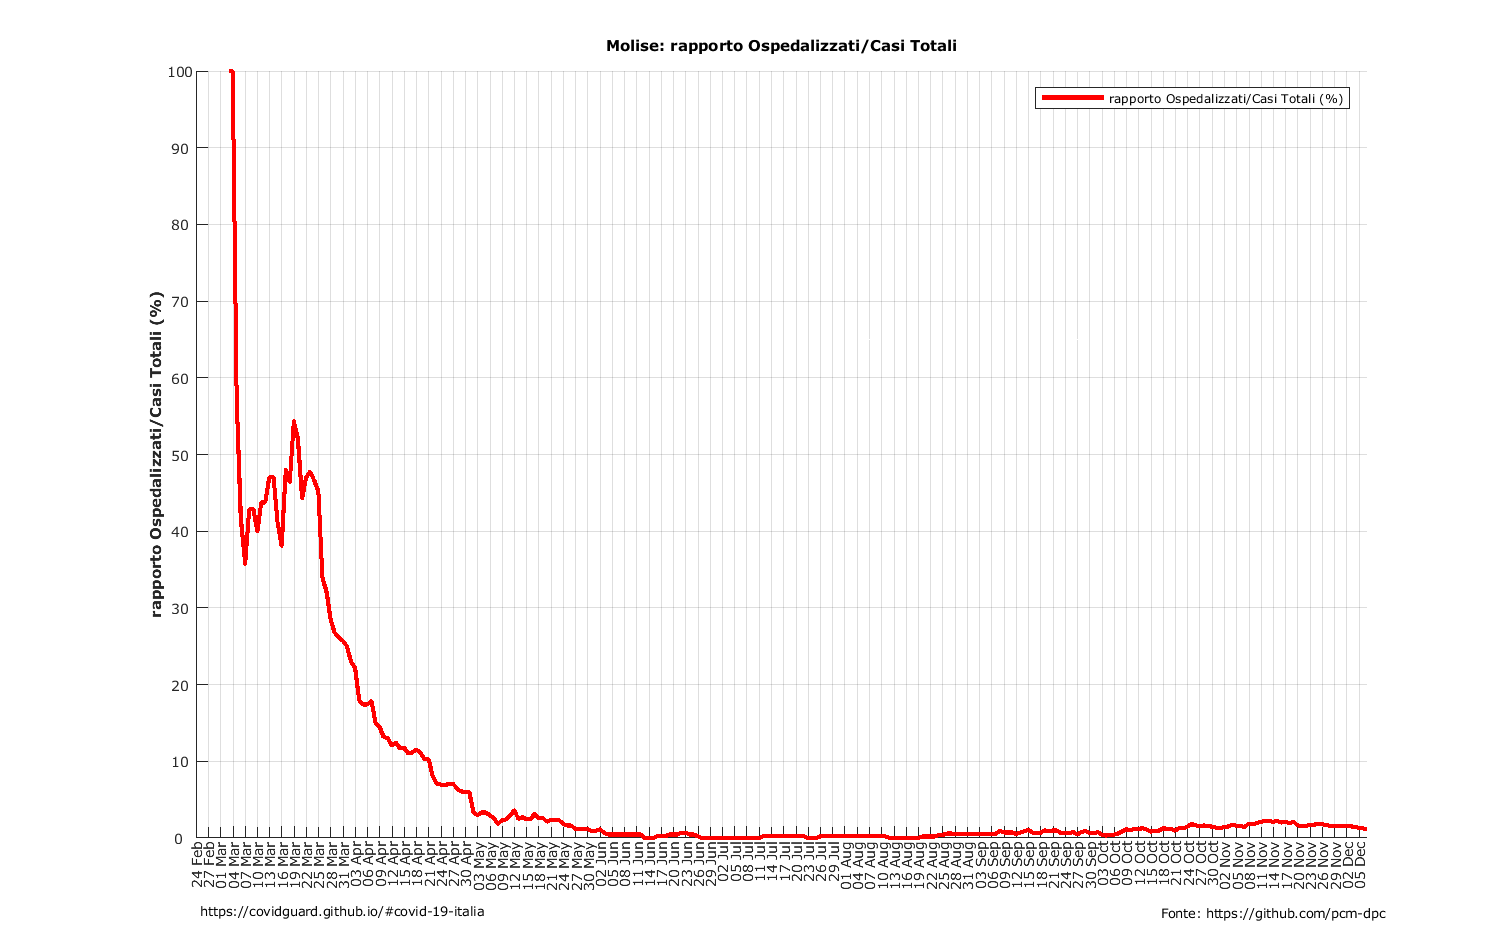 Molise: rapporto Ospedalizzati/Casi Totali
rapporto Ospedalizzati/Casi Totali (%)
rapporto Ospedalizzati/Casi Totali (%)
100
90
80
70
60
50
40
30
20
10
0
24 Feb
27 Feb
01 Mar
04 Mar
07 Mar
10 Mar
13 Mar
16 Mar
19 Mar
22 Mar
25 Mar
28 Mar
31 Mar
03 Apr
06 Apr
09 Apr
12 Apr
15 Apr
18 Apr
21 Apr
24 Apr
27 Apr
30 Apr
03 May
06 May
09 May
12 May
15 May
18 May
21 May
24 May
27 May
30 May
02 Jun
05 Jun
08 Jun
11 Jun
14 Jun
17 Jun
20 Jun
23 Jun
26 Jun
29 Jun
02 Jul
05 Jul
08 Jul
11 Jul
14 Jul
17 Jul
20 Jul
23 Jul
26 Jul
29 Jul
01 Aug
04 Aug
07 Aug
10 Aug
13 Aug
16 Aug
19 Aug
22 Aug
25 Aug
28 Aug
31 Aug
03 Sep
06 Sep
09 Sep
12 Sep
15 Sep
18 Sep
21 Sep
24 Sep
27 Sep
30 Sep
03 Oct
06 Oct
09 Oct
12 Oct
15 Oct
18 Oct
21 Oct
24 Oct
27 Oct
30 Oct
02 Nov
05 Nov
08 Nov
11 Nov
14 Nov
17 Nov
20 Nov
23 Nov
26 Nov
29 Nov
02 Dec
05 Dec
https://covidguard.github.io/#covid-19-italia
Fonte: https://github.com/pcm-dpc